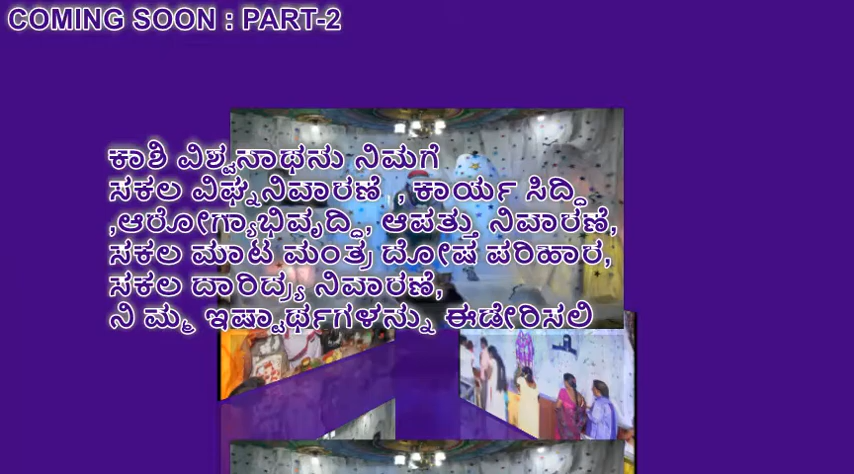 COMING SOON : PART-2
ಕಾಶಿ ವಿಶ್ವನಾಥನು ನಿಮಗೆ
ಸಕಲ ವಿಘ್ನನಿವಾರಣೆ , ಕಾರ್ಯ ಸಿದ್ದಿ
,ಆರೋಗ್ಯಾಭಿವೃದ್ದಿ, ಆಪತ್ತು ನಿವಾರಣೆ,
ಸಕಲ ಮಾಟ ಮಂತ್ರ ದೋಷ ಪರಿಹಾರ,
ಸಕಲ ದಾರಿದ್ರ್ಯ ನಿವಾರಣೆ,
ನಿ ಮ್ಮ ಇಷ್ಟಾರ್ಥಗಳನ್ನು ಈಡೇರಿಸಲಿ